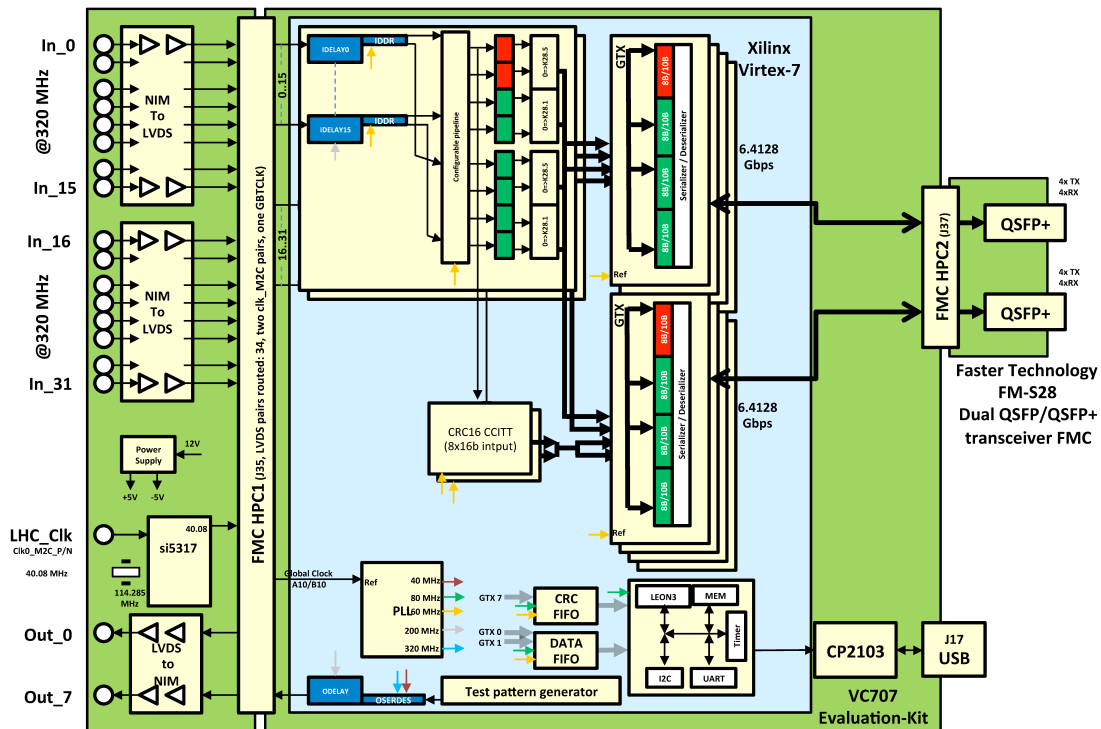 In_0
@320 MHz
In_15
In_16
@320 MHz
In_31
NIM
To
LVDS
NIM
To
LVDS
Power
Supply
12V
+5V
-5V
LHC_Clk
Clk0_M2C_P/N
40.08 MHz
40.08
si5317
114.285
MHz
Out_0
Out_7
LVDS
to
NIM
FMC HPC1 (J35, LVDS pairs routed: 34, two clk_M2C pairs, one GBTCLK)
0..15
16..31
IDELAY0
IDDR
IDELAY15
IDDR
Configurable pipeline
0=>K28.5
0=>K28.1
0=>K28.5
0=>K28.1
CRC16 CCITT
(8x16b intput)
GTX
8B/10B
8B/10B
8B/10B
8B/10B
Serializer / Deserializer
Ref
6.4128
Gbps
GTX
8B/10B
8B/10B
8B/10B
8B/10B
Serializer / Deserializer
Ref
6.4128
Gbps
Xilinx
Virtex-7
FMC HPC2 (J37)
4x TX
4xRX
QSFP+
4x TX
4xRX
QSFP+
Faster Technology
FM-S28
Dual QSFP/QSFP+
transceiver FMC
Global Clock
A10/B10
Ref
PLL
40 MHz
80 MHz
160 MHz
200 MHz
320 MHz
GTX 7
CRC
FIFO
GTX 0
GTX 1
DATA
FIFO
LEON3
MEM
Timer
I2C
UART
ODELAY
OSERDES
Test pattern generator
CP2103
J17
USB
VC707
Evaluation-Kit